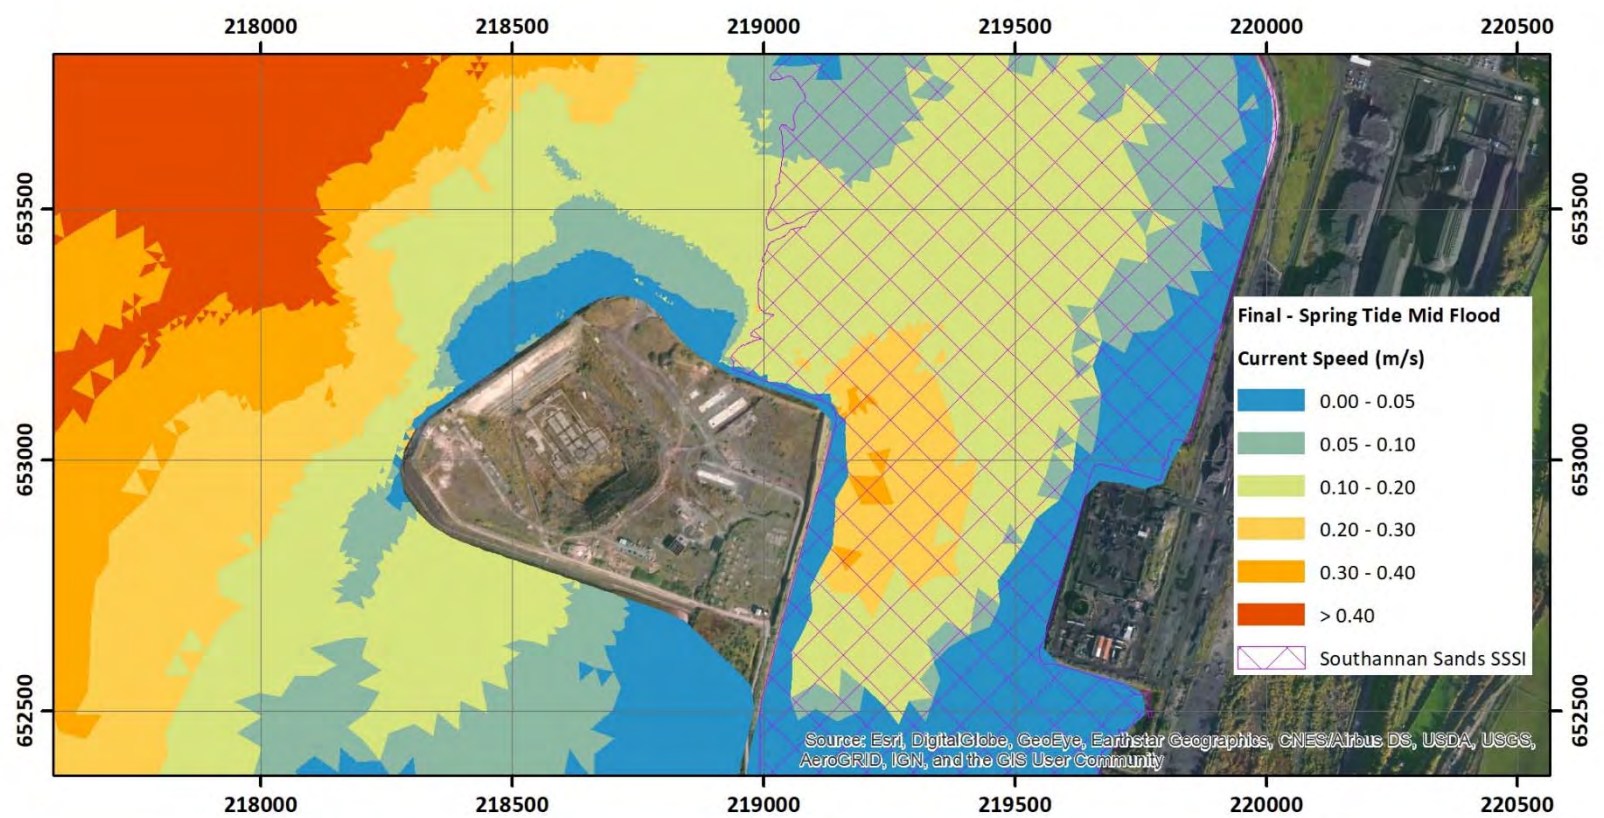 218000 218500 219000 219500 220000 220500
653500 653500
Final - Spring Tide Mid Flood
Current Speed (m/s)
0.00 - 0.05
0.05 - 0.10
653000 653000
0.10 - 0.20
0.20 - 0.30
0.30 - 0.40
> 0.40
Southannan Sands SSSI
652500 652500
Source: Esri, DigitalGlobe, GeoEye, Earthstar Geographics, CNES/Airbus DS, USDA, USGS,
AeroGRID, IGN, and the GIS User Community
218000 218500 219000 219500 220000 220500